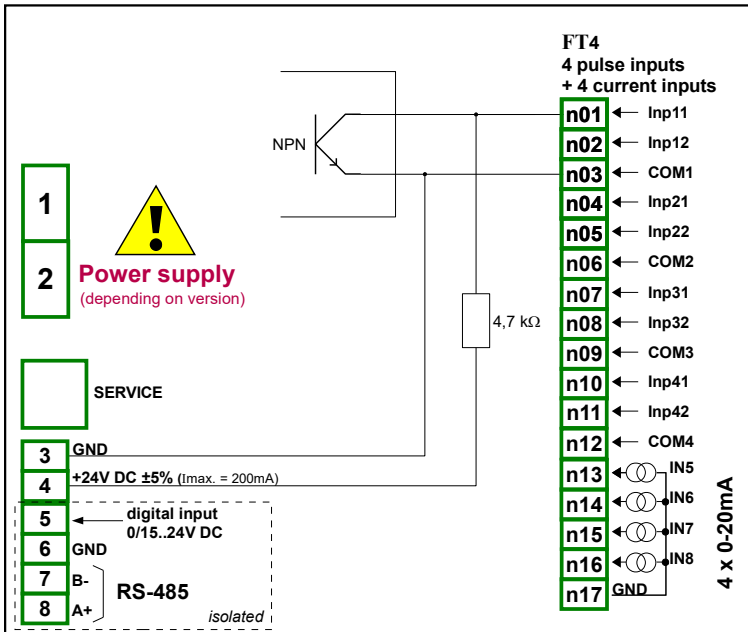 FT4
4 pulse inputs
+ 4 current inputs
n01 Inp11
n02 Inp12
n03 COM1
n04 Inp21
n05 Inp22
n06 COM2
n07 Inp31
n08 Inp32
n09 COM3
n10 Inp41
n11 Inp42
n12 COM4
n13 IN5
n14 IN6
n15 IN7
n16 IN8
n17 GND
4 x 0-20mA
NPN
4,7 kΩ
1
2
!
Power supply
(depending on version)
SERVICE
3 GND
4 +24V DC ±5% (Imax. = 200mA)
5 digital input
0/15..24V DC
6 GND
7 B-
RS-485
8 A+
isolated